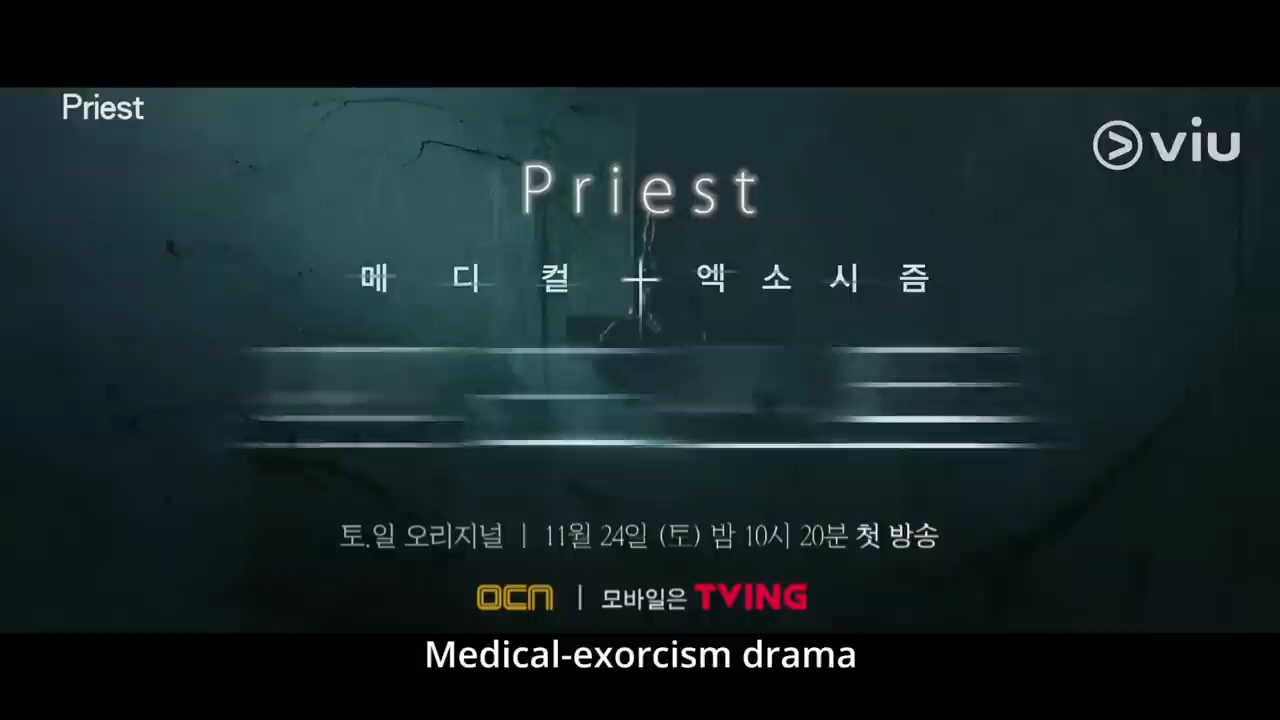 Priest
viu
Priest
메디컬 엑소시즘
토.일 오리지널 | 11월 24일 (토) 밤 10시 20분 첫 방송
OCN | 모바일은 TVING
Medical-exorcism drama